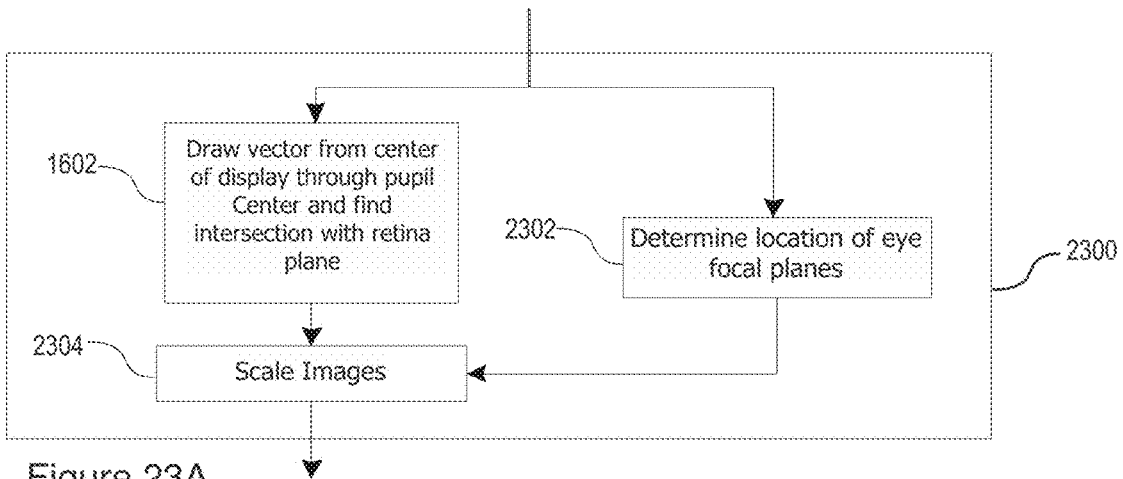 1602
Draw vector from center
of display through pupil
Center and find
intersection with retina
plane
2302
Determine location of eye
focal planes
2300
2304
Scale Images
Figure 23A